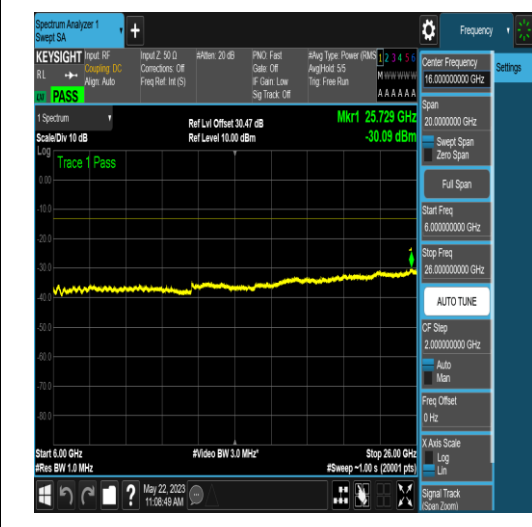 Spectrum Analyzer 1
Swept SA
+
Frequency
KEYSIGHT
RL
PASS
Input: RF
Coupling: DC
Align: Auto
Input Z: 50 Ω
Corrections: Off
Freq Ref: Int (S)
#Atten: 20 dB
PNO: Fast
Gate: Off
IF Gain: Low
Sig Track: Off
#Avg Type: Power (RMS
Avg|Hold: 5/5
Trig: Free Run
1 2 3 4 5 6
M W W W W W
A A A A A A
Center Frequency
16.000000000 GHz
Settings
Span
20.0000000 GHz
Swept Span
Zero Span
Full Span
Start Freq
6.000000000 GHz
Stop Freq
26.000000000 GHz
AUTO TUNE
CF Step
2.000000000 GHz
Auto
Man
Freq Offset
0 Hz
X Axis Scale
Log
Lin
Signal Track
(Span Zoom)
1 Spectrum
Scale/Div 10 dB
Ref Lvl Offset 30.47 dB
Ref Level 10.00 dBm
Mkr1 25.729 GHz
-30.09 dBm
Log
Trace 1 Pass
0.00
-10.0
-20.0
-30.0
-40.0
-50.0
-60.0
-70.0
-80.0
1
Start 6.00 GHz
#Res BW 1.0 MHz
#Video BW 3.0 MHz*
Stop 26.00 GHz
#Sweep ~1.00 s (20001 pts)
?
May 22, 2023
11:08:49 AM